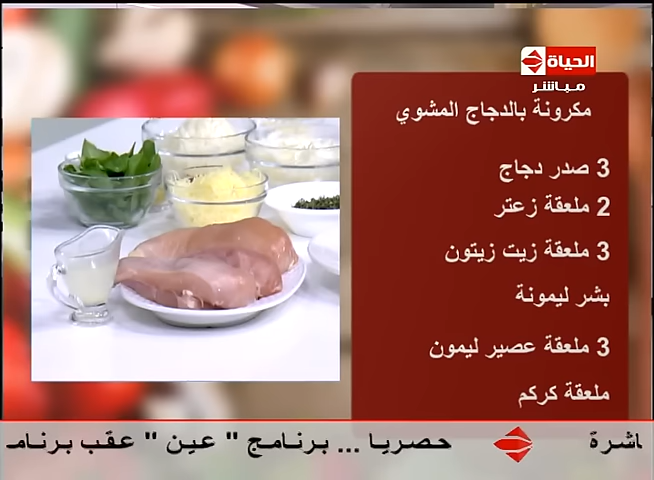 الحياة
مباشر
مكرونة بالدجاج المشوي
3 صدر دجاج
2 ملعقة زعتر
3 ملعقة زيت زيتون
بشر ليمونة
3 ملعقة عصير ليمون
ملعقة كركم
اشرة
حصريا ... برنامج " عين " عقب برنامـ